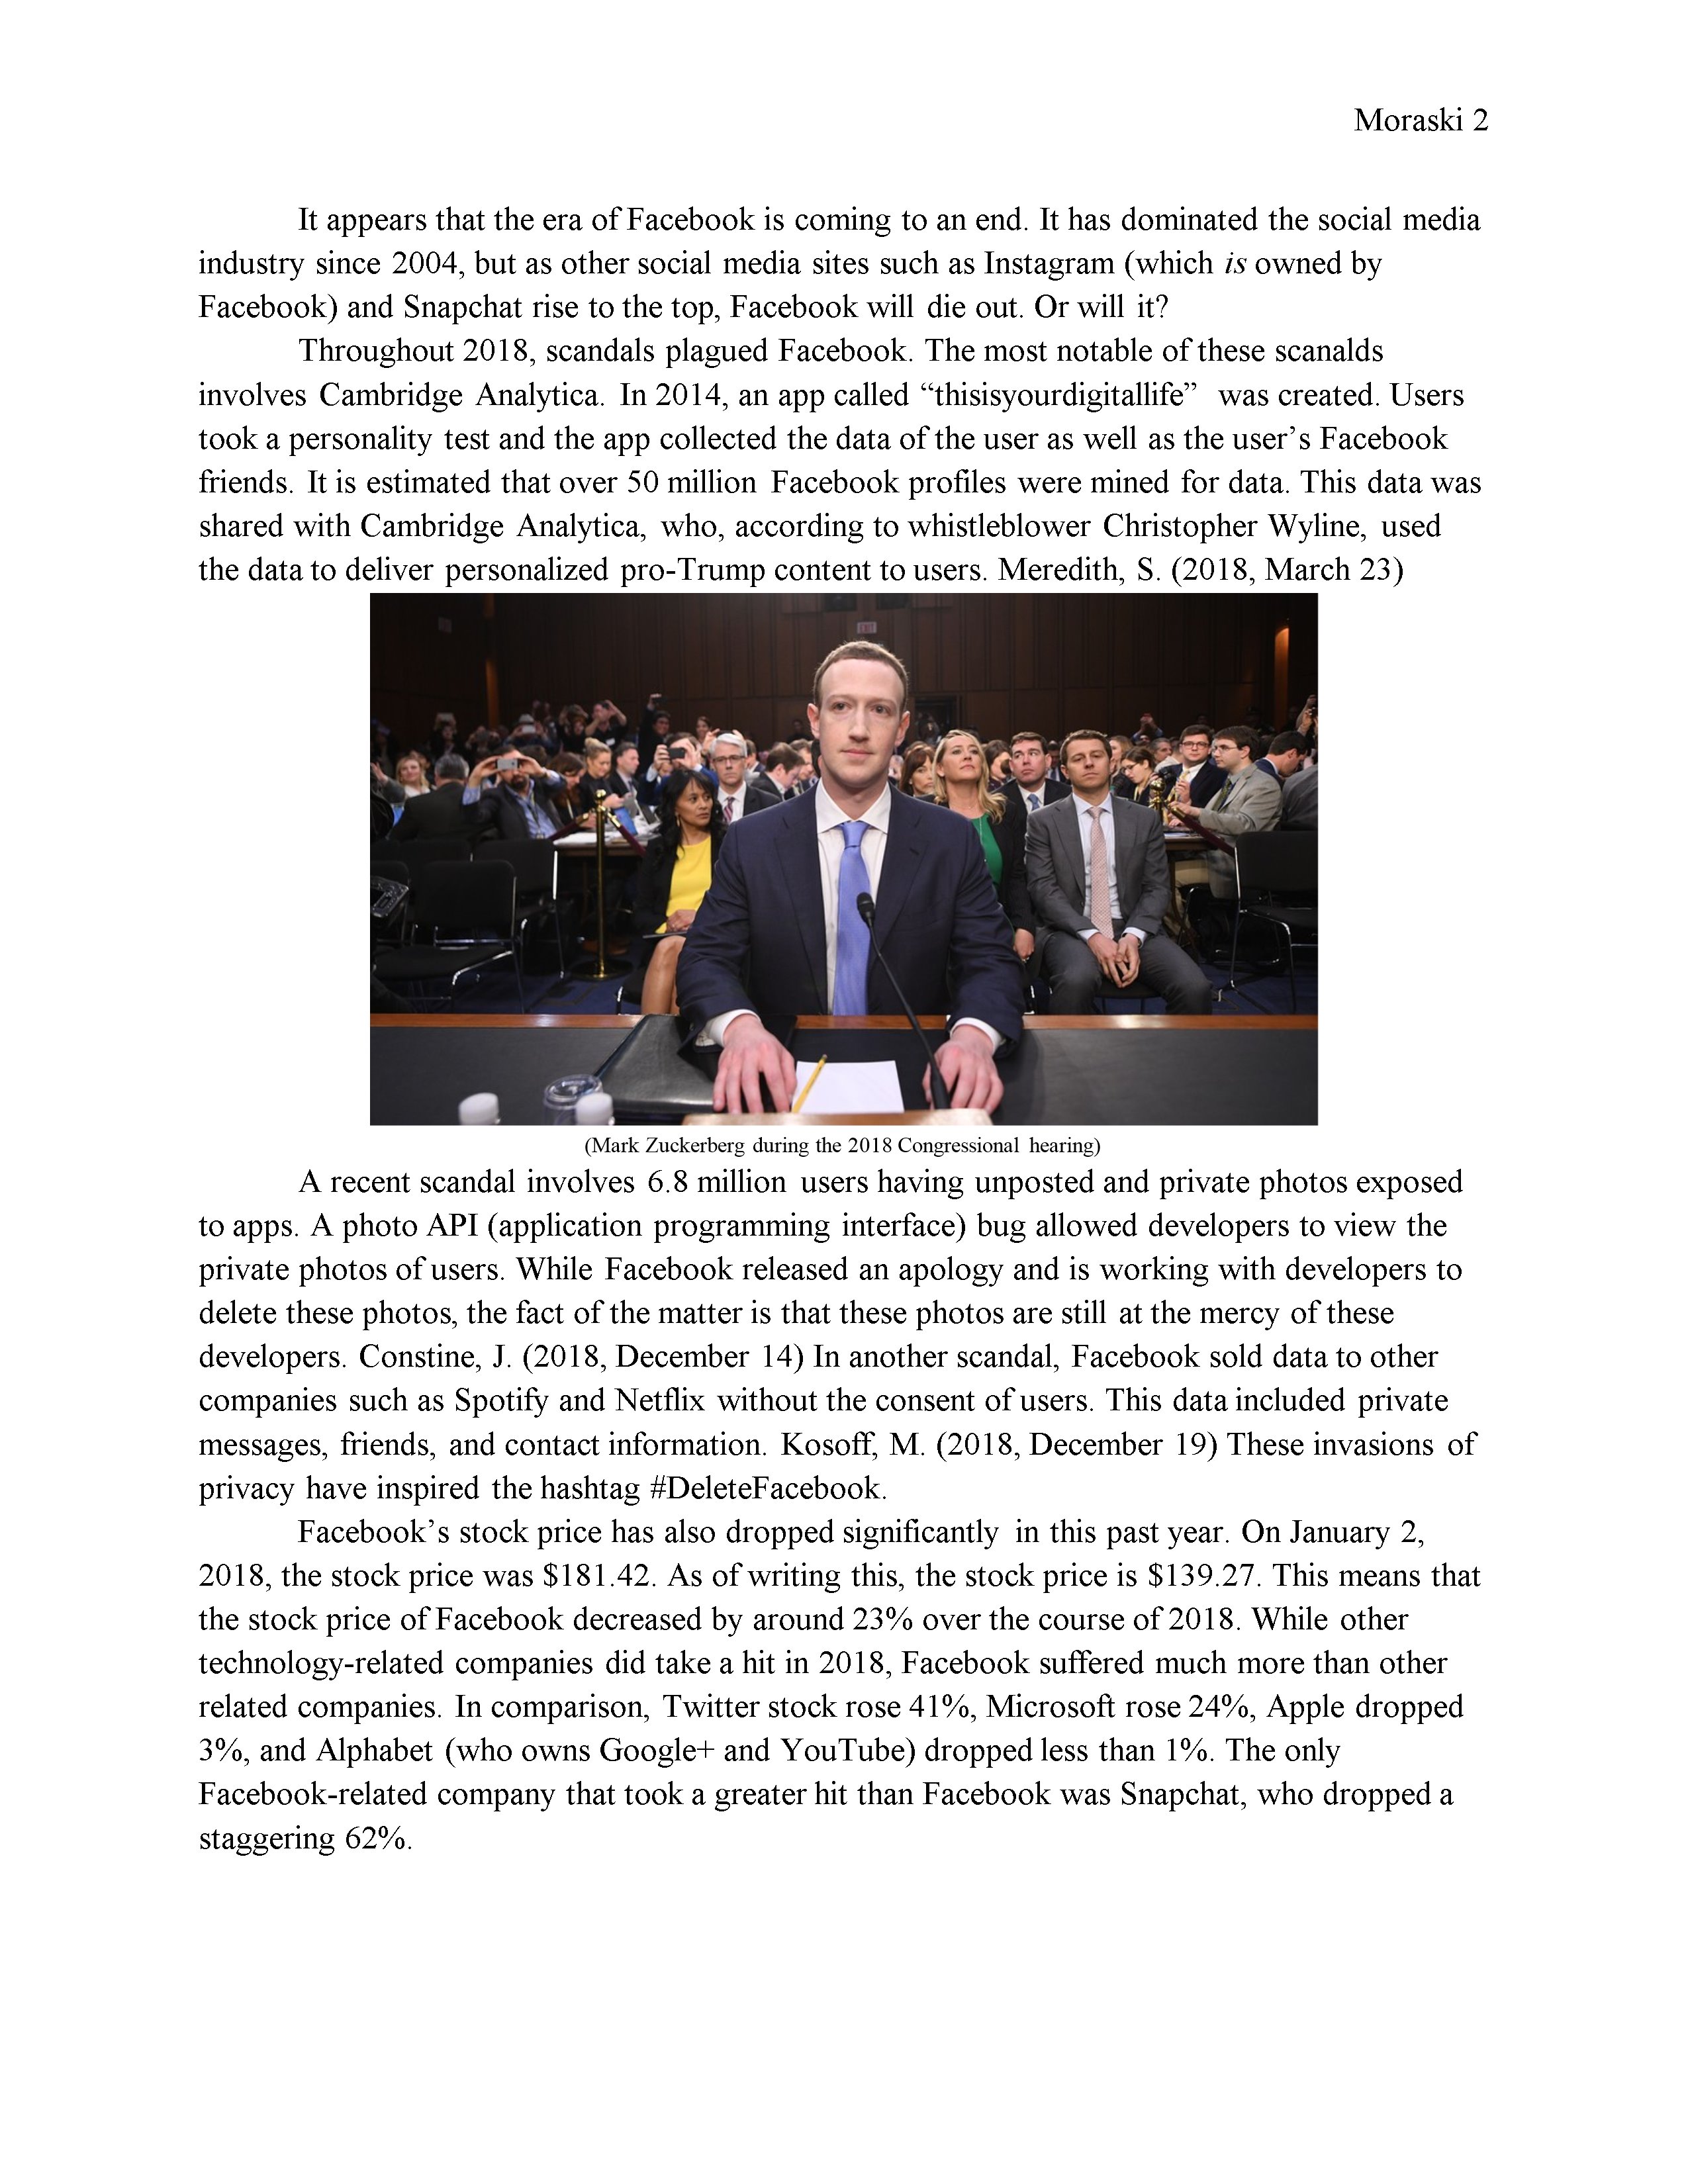 Moraski 2
It appears that the era of Facebook is coming to an end. It has dominated the social media
industry since 2004, but as other social media sites such as Instagram (which is owned by
Facebook) and Snapchat rise to the top, Facebook will die out. Or will it?
Throughout 2018, scandals plagued Facebook. The most notable of these scanalds
involves Cambridge Analytica. In 2014, an app called “thisisyourdigitallife” was created. Users
took a personality test and the app collected the data of the user as well as the user’s Facebook
friends. It is estimated that over 50 million Facebook profiles were mined for data. This data was
shared with Cambridge Analytica, who, according to whistleblower Christopher Wyline, used
the data to deliver personalized pro-Trump content to users. Meredith, S. (2018, March 23)
EXIT
(Mark Zuckerberg during the 2018 Congressional hearing)
A recent scandal involves 6.8 million users having unposted and private photos exposed
to apps. A photo API (application programming interface) bug allowed developers to view the
private photos of users. While Facebook released an apology and is working with developers to
delete these photos, the fact of the matter is that these photos are still at the mercy of these
developers. Constine, J. (2018, December 14) In another scandal, Facebook sold data to other
companies such as Spotify and Netflix without the consent of users. This data included private
messages, friends, and contact information. Kosoff, M. (2018, December 19) These invasions of
privacy have inspired the hashtag #DeleteFacebook.
Facebook’s stock price has also dropped significantly in this past year. On January 2,
2018, the stock price was $181.42. As of writing this, the stock price is $139.27. This means that
the stock price of Facebook decreased by around 23% over the course of 2018. While other
technology-related companies did take a hit in 2018, Facebook suffered much more than other
related companies. In comparison, Twitter stock rose 41%, Microsoft rose 24%, Apple dropped
3%, and Alphabet (who owns Google+ and YouTube) dropped less than 1%. The only
Facebook-related company that took a greater hit than Facebook was Snapchat, who dropped a
staggering 62%.